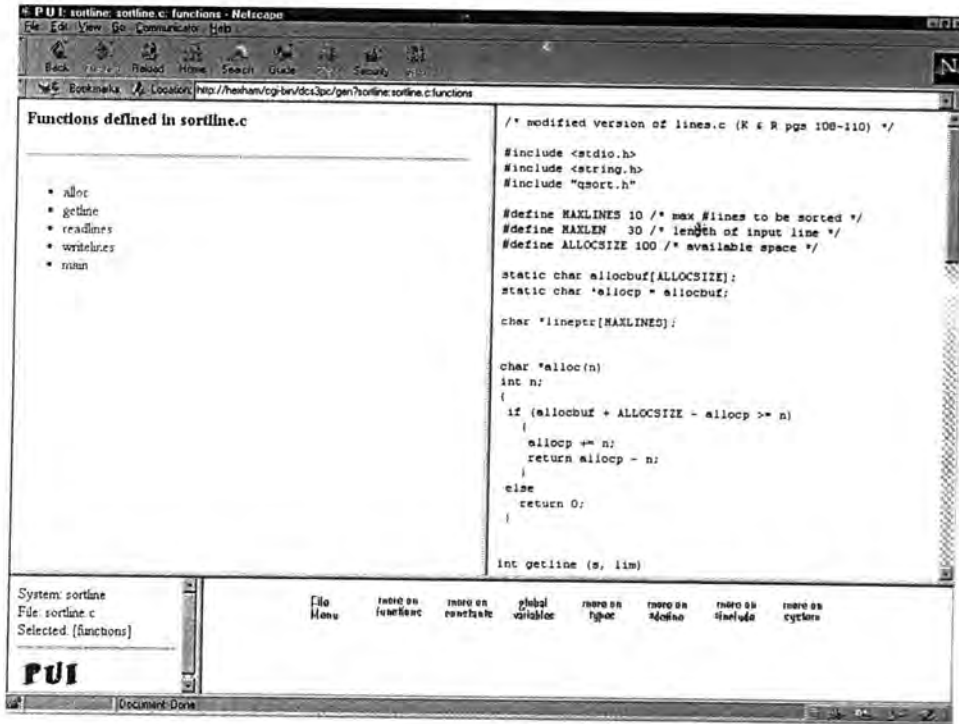 P U I: sortline: sortline.c: functions - Netscape
File Edit View Go Communicator Help
Back Reload Home Search Guide Security
Bookmarks Location: http://hexham/cgi-bin/dcs3pc/gen?sortline:sortline.c:functions
N
Functions defined in sortline.c
• alloc
• getline
• readlines
• writelines
• main
/* modified version of lines.c (K & R pgs 108-110) */
#include <stdio.h>
#include <string.h>
#include "qsort.h"
#define MAXLINES 10 /* max #lines to be sorted */
#define MAXLEN 30 /* length of input line */
#define ALLOCSIZE 100 /* available space */
static char allocbuf[ALLOCSIZE];
static char *allocp = allocbuf;
char *lineptr[MAXLINES];
char *alloc(n)
int n;
{
if (allocbuf + ALLOCSIZE - allocp >= n)
{
allocp += n;
return allocp - n;
}
else
return 0;
}
int getline (s, lim)
System: sortline
File: sortline.c
Selected: [functions]
PUI
File Menu
more on functions
more on constants
global variables
more on types
more on #define
more on #include
more on system
Document: Done